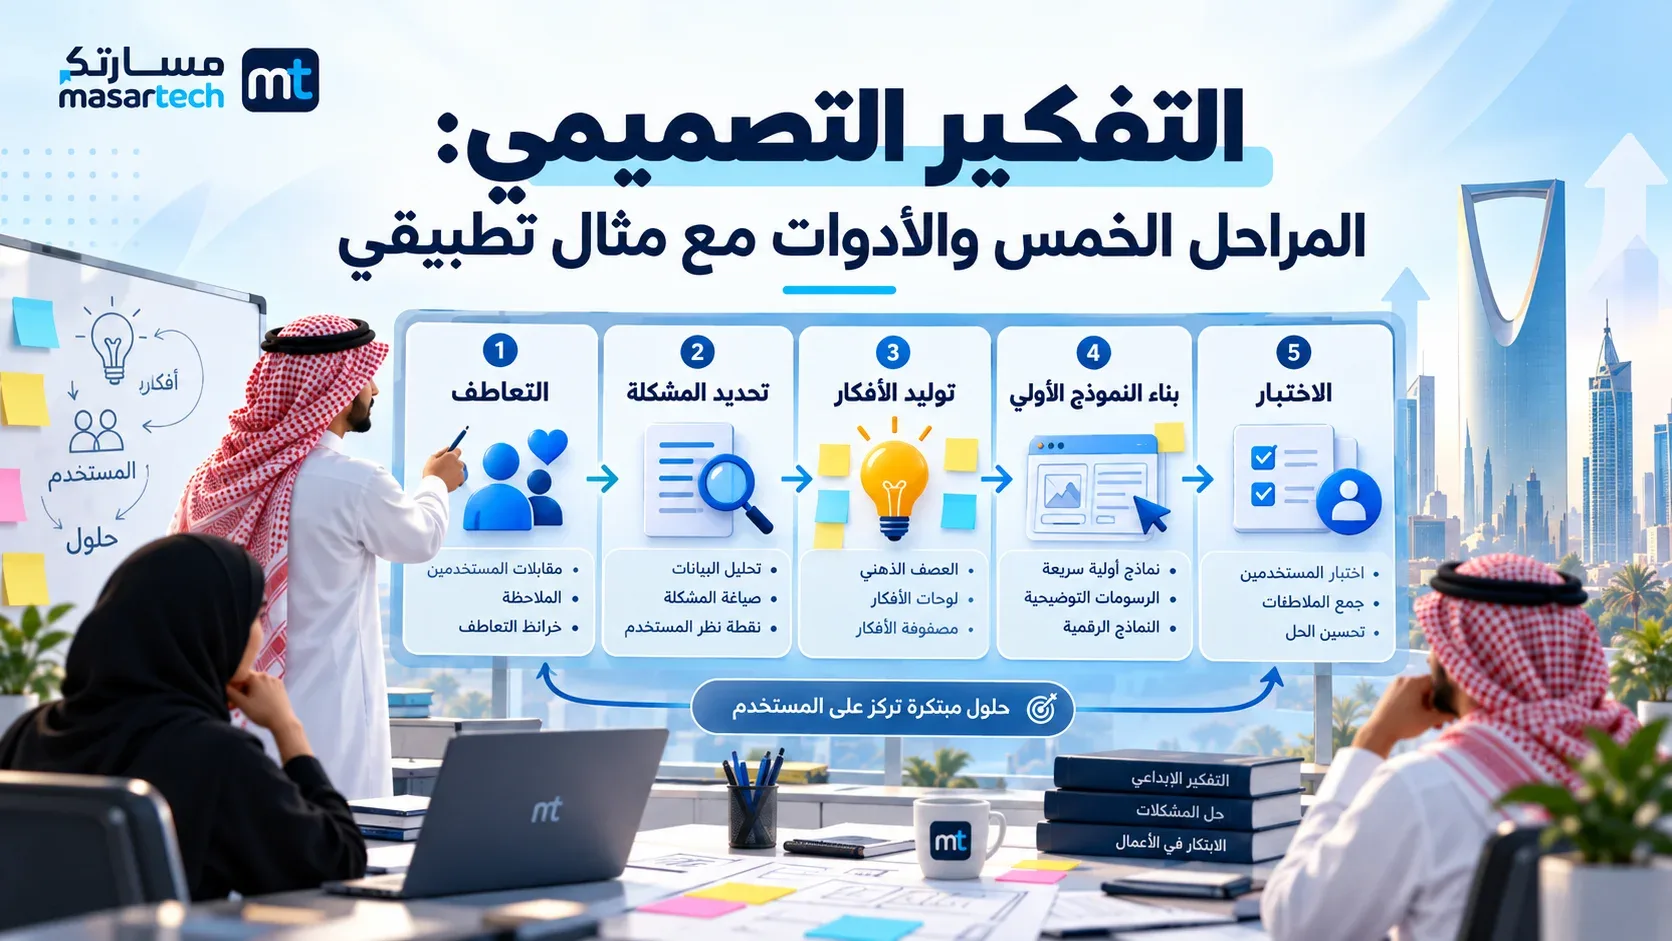 مسارتك
masartech
mt
التفكير التصميمي:
المراحل الخمس والأدوات مع مثال تطبيقي
1
التعاطف
• مقابلات المستخدمين
• الملاحظة
• خرائط التعاطف
2
تحديد المشكلة
• تحليل البيانات
• صياغة المشكلة
• نقطة نظر المستخدم
3
توليد الأفكار
• العصف الذهني
• لوحات الأفكار
• مصفوفة الأفكار
4
بناء النموذج الأولي
• نماذج أولية سريعة
• الرسومات التوضيحية
• النماذج الرقمية
5
الاختبار
• اختبار المستخدمين
• جمع الملاطفات
• تحسين الحل
حلول مبتكرة تركز على المستخدم
المستخدم
حلول
mt
mt
التفكير الإبداعي
حل المشكلات
الابتكار في الأعمال